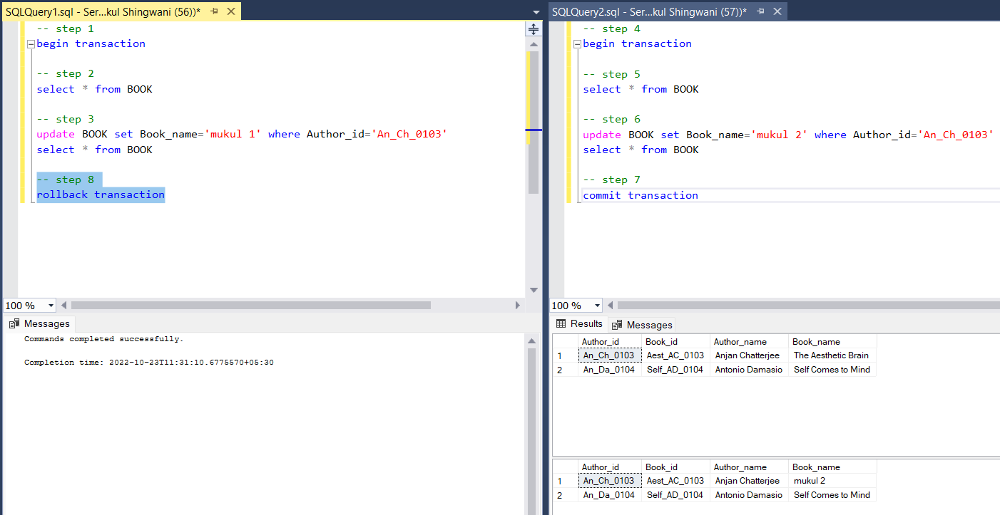 SQLQuery1.sql - Ser...kul Shingwani (56))*
-- step 1
begin transaction
-- step 2
select * from BOOK
-- step 3
update BOOK set Book_name='mukul 1' where Author_id='An_Ch_0103'
select * from BOOK
-- step 8
rollback transaction
100 %
Messages
Commands completed successfully.
Completion time: 2022-10-23T11:31:10.6775570+05:30
SQLQuery2.sql - Ser...kul Shingwani (57))*
-- step 4
begin transaction
-- step 5
select * from BOOK
-- step 6
update BOOK set Book_name='mukul 2' where Author_id='An_Ch_0103'
select * from BOOK
-- step 7
commit transaction
100 %
Results Messages
Author_id Book_id Author_name Book_name
1 An_Ch_0103 Aest_AC_0103 Anjan Chatterjee The Aesthetic Brain
2 An_Da_0104 Self_AD_0104 Antonio Damasio Self Comes to Mind
Author_id Book_id Author_name Book_name
1 An_Ch_0103 Aest_AC_0103 Anjan Chatterjee mukul 2
2 An_Da_0104 Self_AD_0104 Antonio Damasio Self Comes to Mind